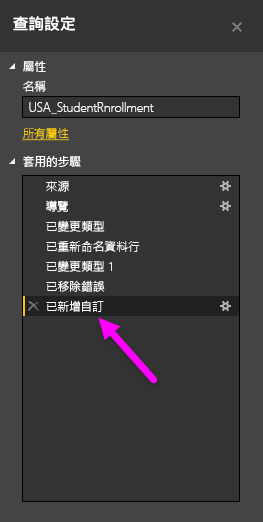 查詢設定
屬性
名稱
USA_StudentRnrollment
所有屬性
套用的步驟
來源
導覽
已變更類型
已重新命名資料行
已變更類型 1
已移除錯誤
已新增自訂